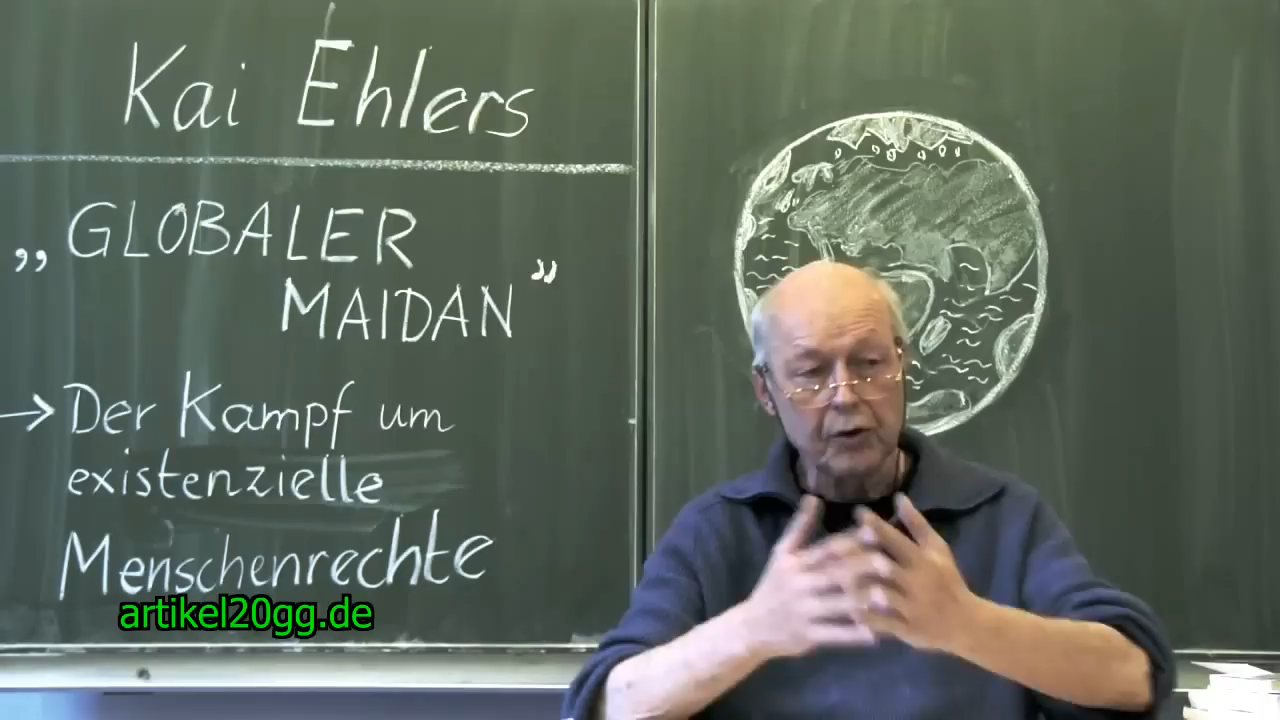 Kai Ehlers
„GLOBALER
MAIDAN"
→ Der Kampf um
existenzielle
Menschenrechte
artikel20gg.de